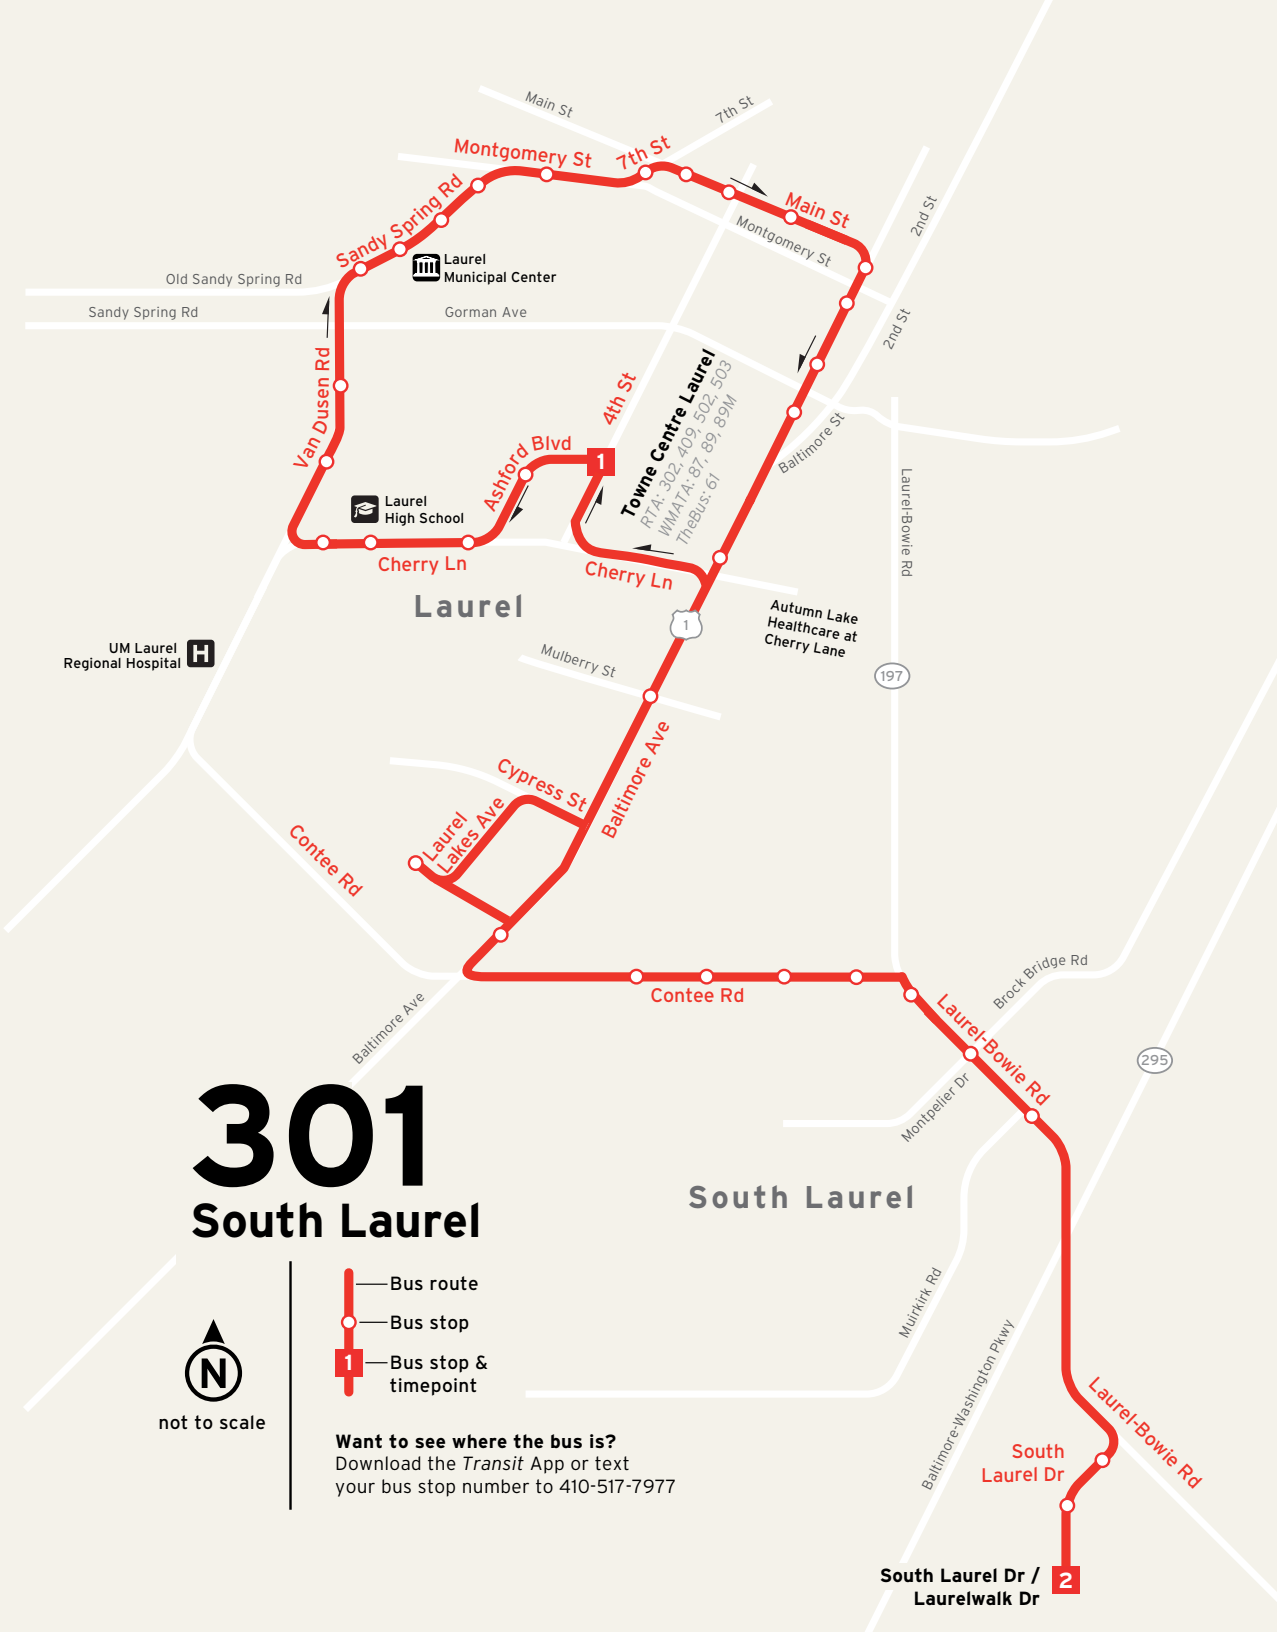 Main St
7th St
Montgomery St
7th St
Sandy Spring Rd
Main St
2nd St
Montgomery St
Laurel
Municipal Center
Old Sandy Spring Rd
Sandy Spring Rd
Gorman Ave
2nd St
Van Dusen Rd
4th St
Towne Centre Laurel
RTA: 302, 409, 502, 503
WMATA: 87, 89, 89M
TheBus: 61
Ashford Blvd
1
Baltimore St
Laurel-Bowie Rd
Laurel
High School
Cherry Ln
Cherry Ln
Laurel
Autumn Lake
Healthcare at
Cherry Lane
1
UM Laurel
Regional Hospital
H
Mulberry St
197
Baltimore Ave
Cypress St
Laurel
Lakes Ave
Contee Rd
Contee Rd
Brock Bridge Rd
Laurel-Bowie Rd
Baltimore Ave
295
Montpelier Dr
301
South Laurel
South Laurel
Bus route
Bus stop
1
Bus stop &
timepoint
N
not to scale
Muirkirk Rd
Baltimore-Washington Pkwy
Laurel-Bowie Rd
South
Laurel Dr
Want to see where the bus is?
Download the Transit App or text
your bus stop number to 410-517-7977
South Laurel Dr /
Laurelwalk Dr
2